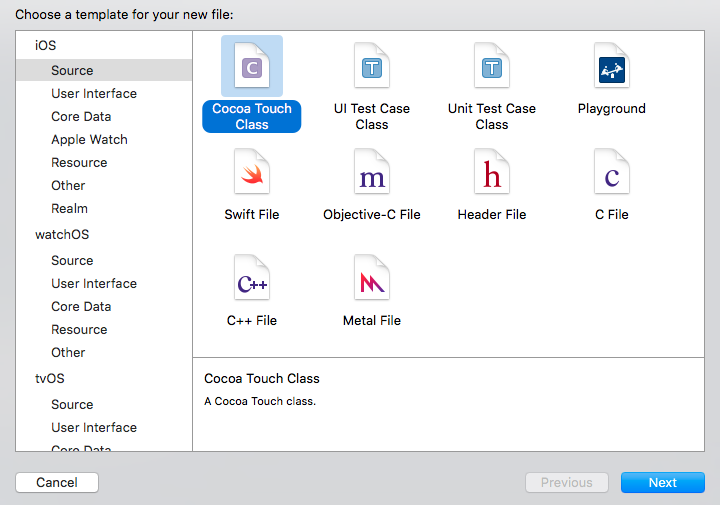 Choose a template for your new file:
iOS
Source
User Interface
Core Data
Apple Watch
Resource
Other
Realm
watchOS
Source
User Interface
Core Data
Resource
Other
tvOS
Source
User Interface
Core Data
C
T
T
Cocoa Touch
Class
UI Test Case
Class
Unit Test Case
Class
Playground
m
h
c
Swift File
Objective-C File
Header File
C File
C++
C++ File
Metal File
Cocoa Touch Class
A Cocoa Touch class.
Cancel
Previous
Next